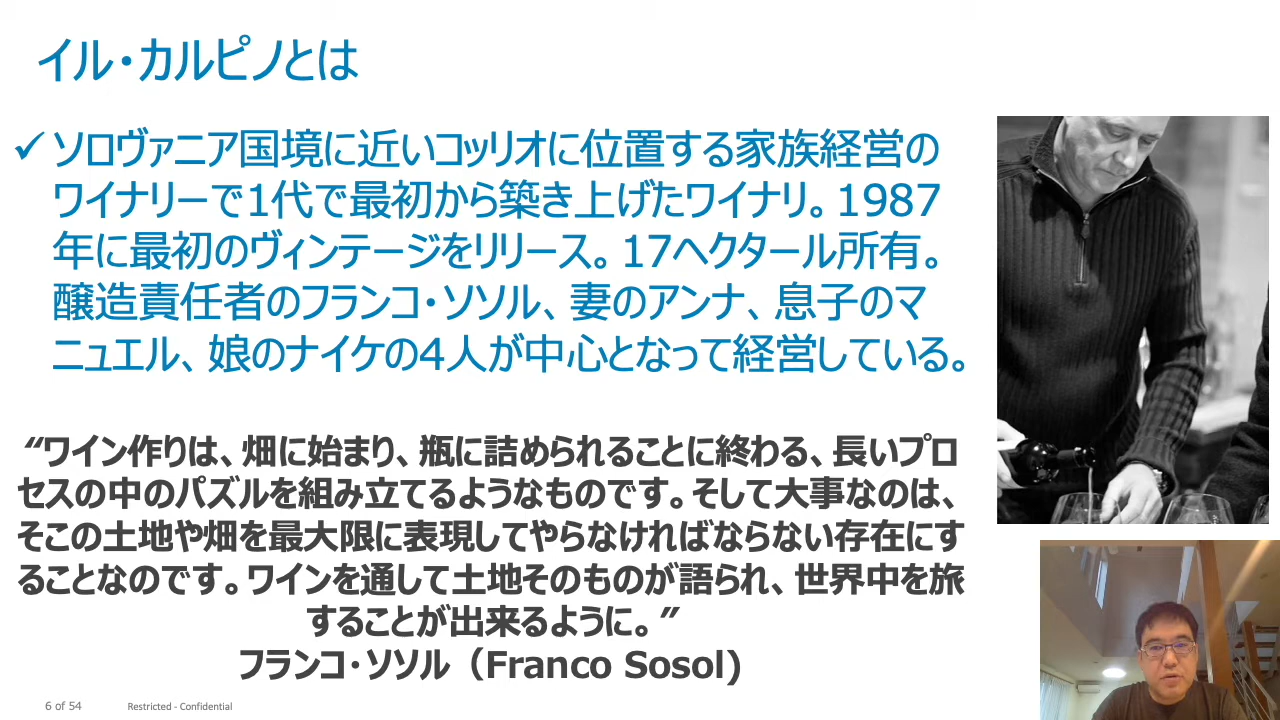 イル・カルピノとは
✓ソロヴァニア国境に近いコッリオに位置する家族経営の
ワイナリーで1代で最初から築き上げたワイナリ。1987
年に最初のヴィンテージをリリース。17ヘクタール所有。
醸造責任者のフランコ・ソソル、妻のアンナ、息子のマ
ニュエル、娘のナイケの4人が中心となって経営している。
“ワイン作りは、畑に始まり、瓶に詰められることに終わる、長いプロ
セスの中のパズルを組み立てるようなものです。そして大事なのは、
そこの土地や畑を最大限に表現してやらなければならない存在にす
ることなのです。ワインを通して土地そのものが語られ、世界中を旅
することが出来るように。”
フランコ・ソソル（Franco Sosol)
6 of 54
Restricted - Confidential